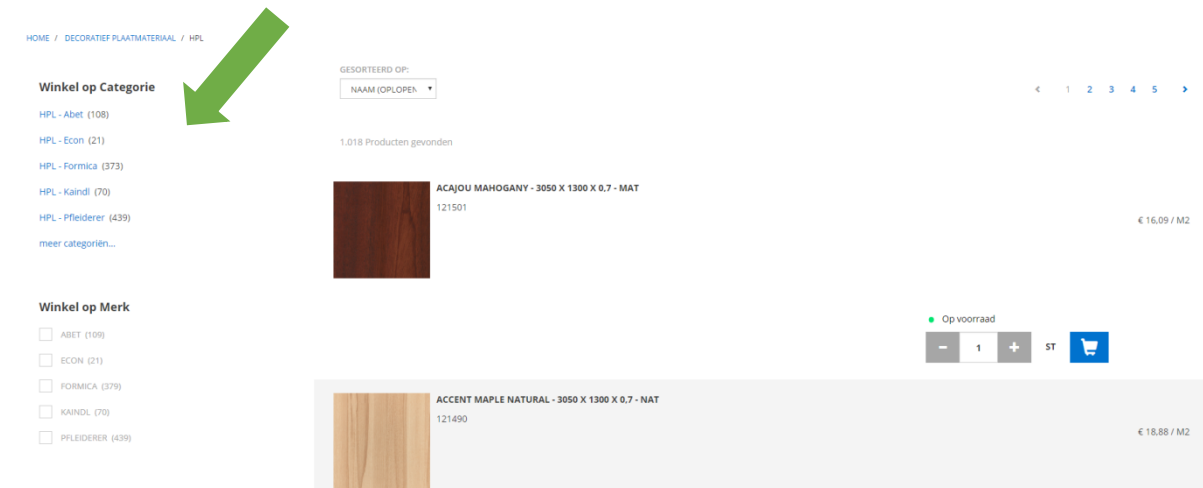 HOME / DECORATIEF PLAATMATERIAAL / HPL
Winkel op Categorie
HPL - Abet (108)
HPL - Econ (21)
HPL - Formica (373)
HPL - Kaindl (70)
HPL - Pfleiderer (439)
meer categoriën...
Winkel op Merk
ABET (109)
ECON (21)
FORMICA (379)
KAINDL (70)
PFLEIDERER (439)
GESORTEERD OP:
NAAM (OPLOPEN
< 1 2 3 4 5 >
1.018 Producten gevonden
ACAJOU MAHOGANY - 3050 X 1300 X 0,7 - MAT
121501
€ 16,09 / M2
Op voorraad
- 1 + ST
ACCENT MAPLE NATURAL - 3050 X 1300 X 0,7 - NAT
121490
€ 18,88 / M2